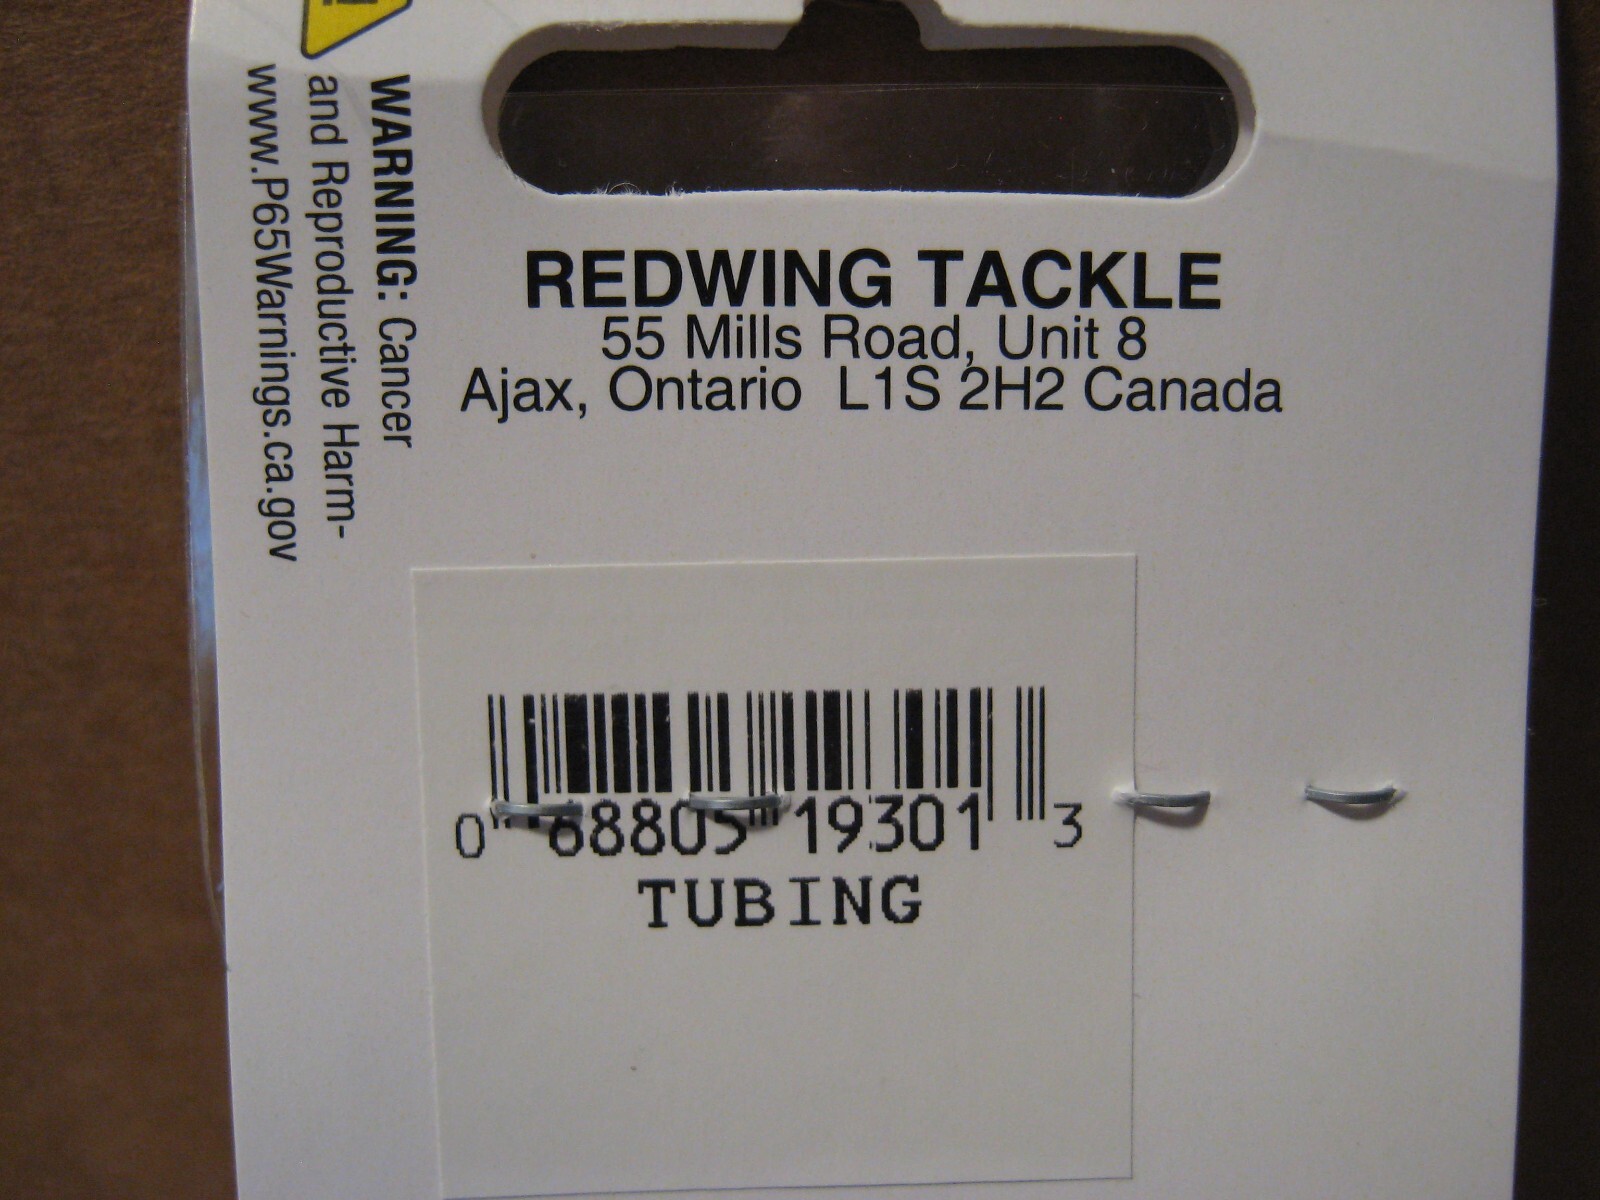 WARNING: Cancer
and Reproductive Harm-
www.P65Warnings.ca.gov
REDWING TACKLE
55 Mills Road, Unit 8
Ajax, Ontario L1S 2H2 Canada
0 68805 19301 3
TUBING